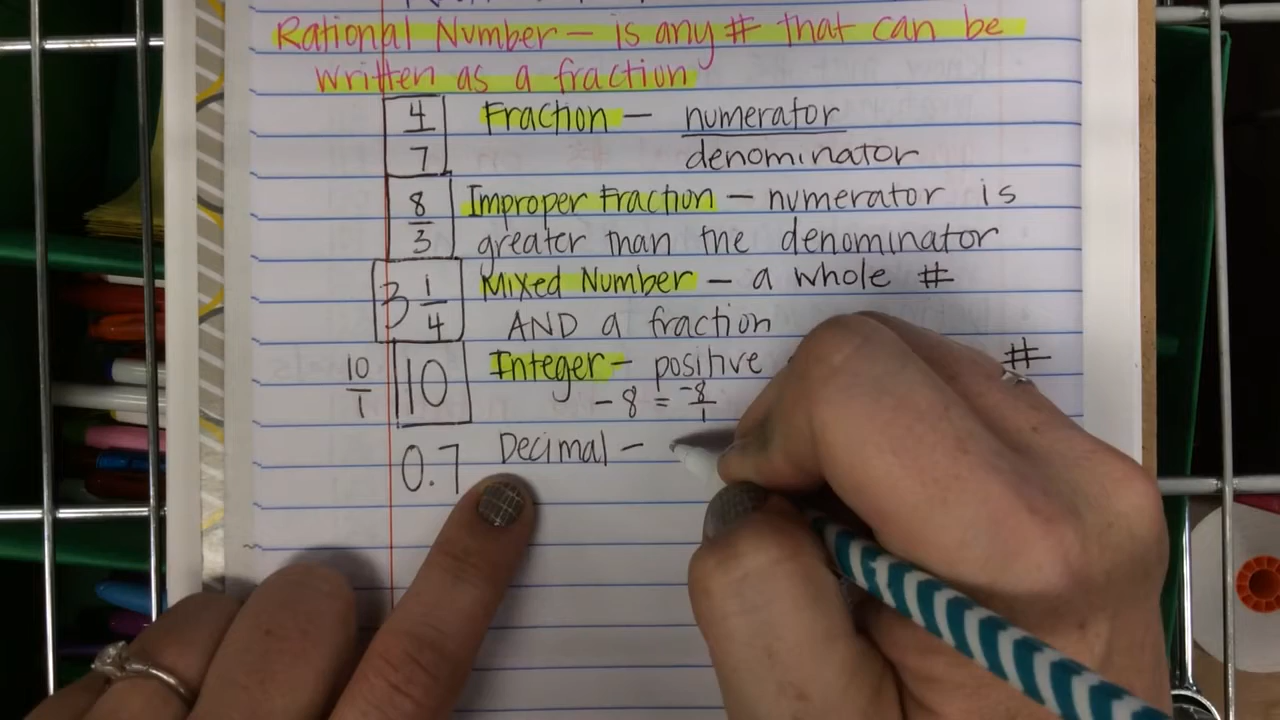 Rational Number – is any # that can be
written as a fraction
4/7 Fraction – numerator
denominator
8/3 Improper Fraction – numerator is
greater than the denominator
3 1/4 Mixed Number – a whole #
AND a fraction
10/1 10 Integer – positive #
-8 = -8/1
0.7 Decimal –